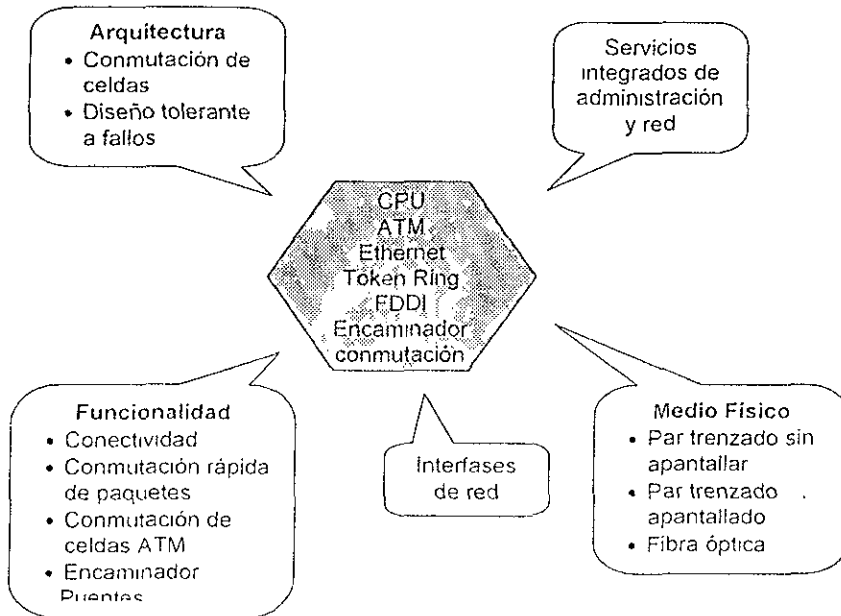 Arquitectura
• Conmutación de
celdas
• Diseño tolerante
a fallos
Servicios
integrados de
administración
y red
CPU
ATM
Ethernet
Token Ring
FDDI
Encaminador
conmutación
Funcionalidad
• Conectividad
• Conmutación rápida
de paquetes
• Conmutación de
celdas ATM
• Encaminador
Puentes
Interfases
de red
Medio Físico
• Par trenzado sin
apantallar
• Par trenzado
apantallado
• Fibra óptica